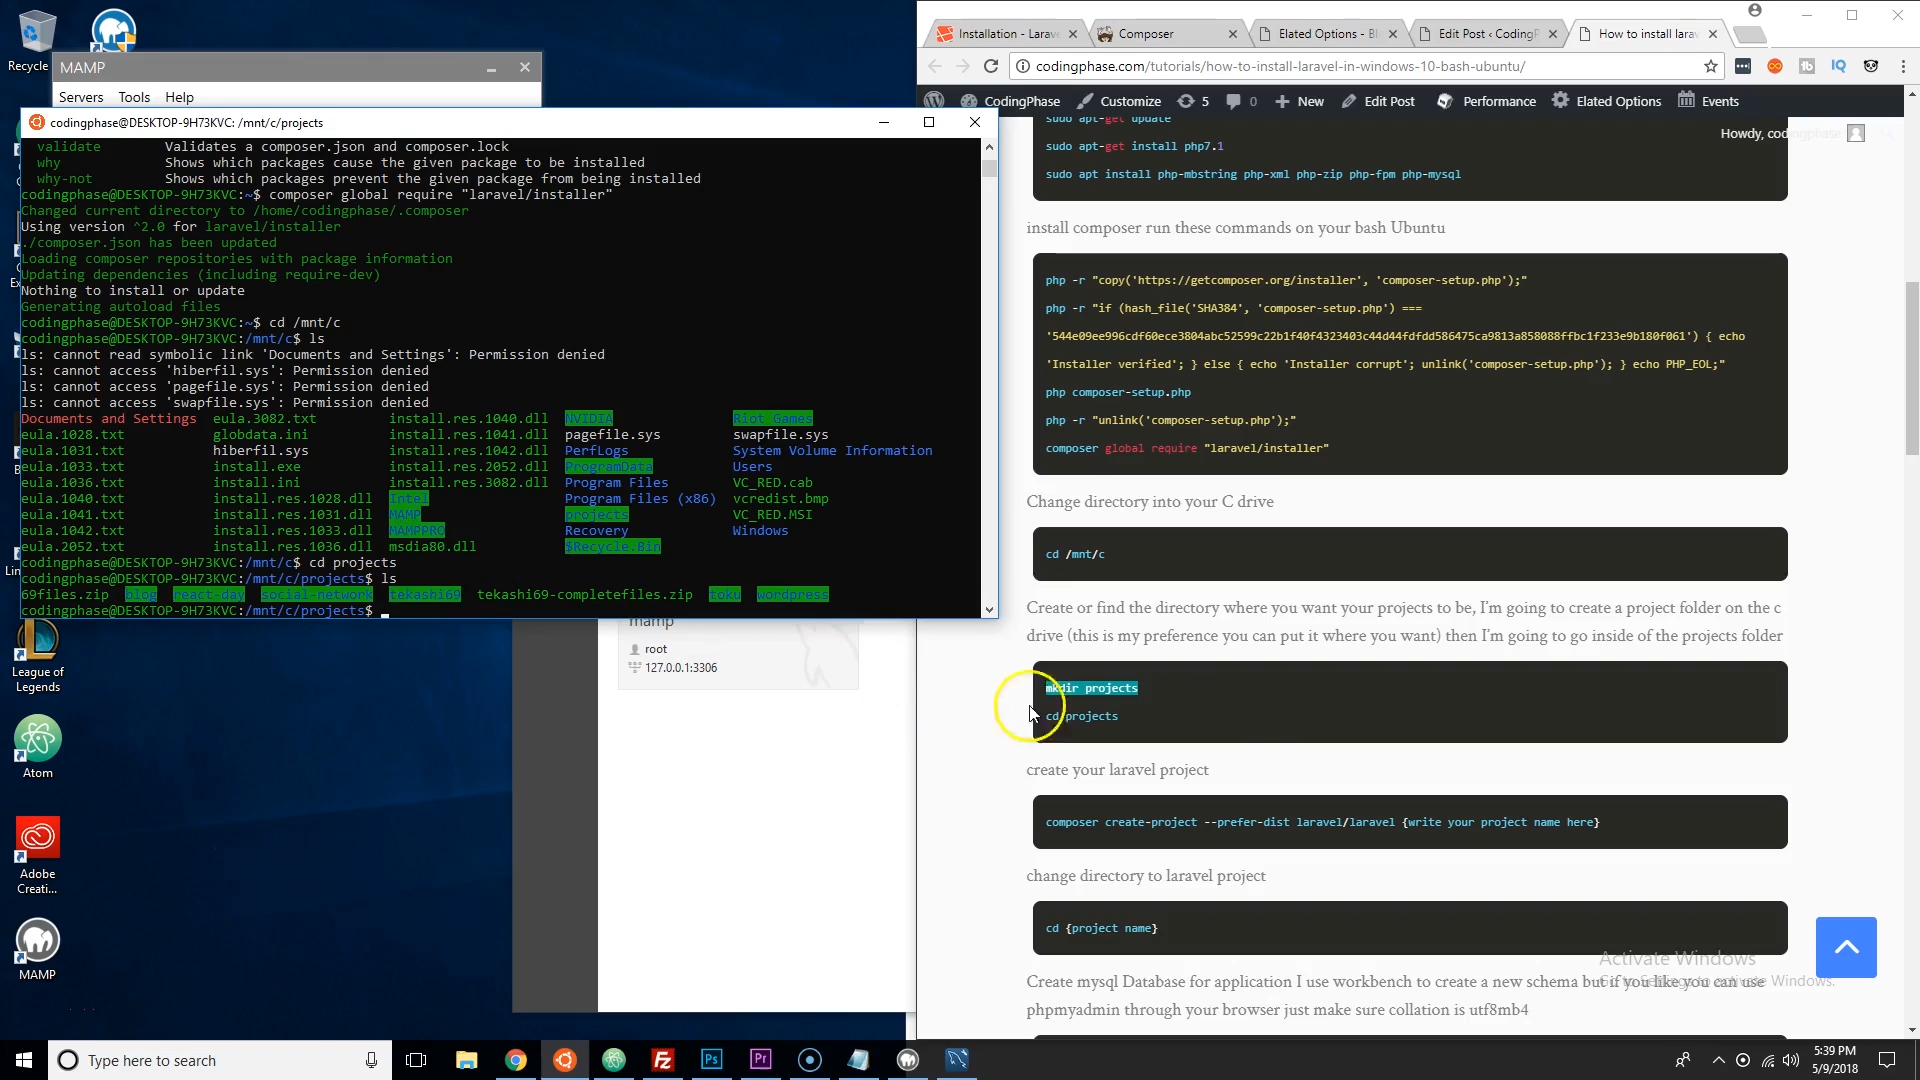 Recycle
MAMP
Servers Tools Help
codingphase@DESKTOP-9H73KVC: /mnt/c/projects
validate Validates a composer.json and composer.lock
why Shows which packages cause the given package to be installed
why-not Shows which packages prevent the given package from being installed
codingphase@DESKTOP-9H73KVC:~$ composer global require "laravel/installer"
Changed current directory to /home/codingphase/.composer
Using version ^2.0 for laravel/installer
./composer.json has been updated
Loading composer repositories with package information
Updating dependencies (including require-dev)
Nothing to install or update
Generating autoload files
codingphase@DESKTOP-9H73KVC:~$ cd /mnt/c
codingphase@DESKTOP-9H73KVC:/mnt/c$ ls
ls: cannot read symbolic link 'Documents and Settings': Permission denied
ls: cannot access 'hiberfil.sys': Permission denied
ls: cannot access 'pagefile.sys': Permission denied
ls: cannot access 'swapfile.sys': Permission denied
Documents and Settings eula.3082.txt install.res.1040.dll NVIDIA Riot Games
eula.1028.txt globdata.ini install.res.1041.dll pagefile.sys swapfile.sys
eula.1031.txt hiberfil.sys install.res.1042.dll PerfLogs System Volume Information
eula.1033.txt install.exe install.res.2052.dll ProgramData Users
eula.1036.txt install.ini install.res.3082.dll Program Files VC_RED.cab
eula.1040.txt install.res.1028.dll Intel Program Files (x86) vcredist.bmp
eula.1041.txt install.res.1031.dll MAMP projects VC_RED.MSI
eula.1042.txt install.res.1033.dll MAMPPRO Recovery Windows
eula.2052.txt install.res.1036.dll msdia80.dll $Recycle.Bin
codingphase@DESKTOP-9H73KVC:/mnt/c$ cd projects
codingphase@DESKTOP-9H73KVC:/mnt/c/projects$ ls
69files.zip blog react-day social-network tekashi69 tekashi69-completefiles.zip toku wordpress
codingphase@DESKTOP-9H73KVC:/mnt/c/projects$
mamp
root
127.0.0.1:3306
League of
Legends
Atom
Adobe
Creati...
MAMP
Installation - Larave
Composer
Elated Options - Bl
Edit Post ‹ CodingP
How to install larav
codingphase.com/tutorials/how-to-install-laravel-in-windows-10-bash-ubuntu/
CodingPhase Customize 5 0 New Edit Post Performance Elated Options Events
Howdy, codingphase
sudo apt-get update
sudo apt-get install php7.1
sudo apt install php-mbstring php-xml php-zip php-fpm php-mysql
install composer run these commands on your bash Ubuntu
php -r "copy('https://getcomposer.org/installer', 'composer-setup.php');"
php -r "if (hash_file('SHA384', 'composer-setup.php') ===
'544e09ee996cdf60ece3804abc52599c22b1f40f4323403c44d44fdfdd586475ca9813a858088ffbc1f233e9b180f061') { echo
'Installer verified'; } else { echo 'Installer corrupt'; unlink('composer-setup.php'); } echo PHP_EOL;"
php composer-setup.php
php -r "unlink('composer-setup.php');"
composer global require "laravel/installer"
Change directory into your C drive
cd /mnt/c
Create or find the directory where you want your projects to be, I'm going to create a project folder on the c
drive (this is my preference you can put it where you want) then I'm going to go inside of the projects folder
mkdir projects
cd projects
create your laravel project
composer create-project --prefer-dist laravel/laravel {write your project name here}
change directory to laravel project
cd {project name}
Create mysql Database for application I use workbench to create a new schema but if you like you can use
phpmyadmin through your browser just make sure collation is utf8mb4
Activate Windows
Go to Settings to activate Windows.
Type here to search
5:39 PM
5/9/2018